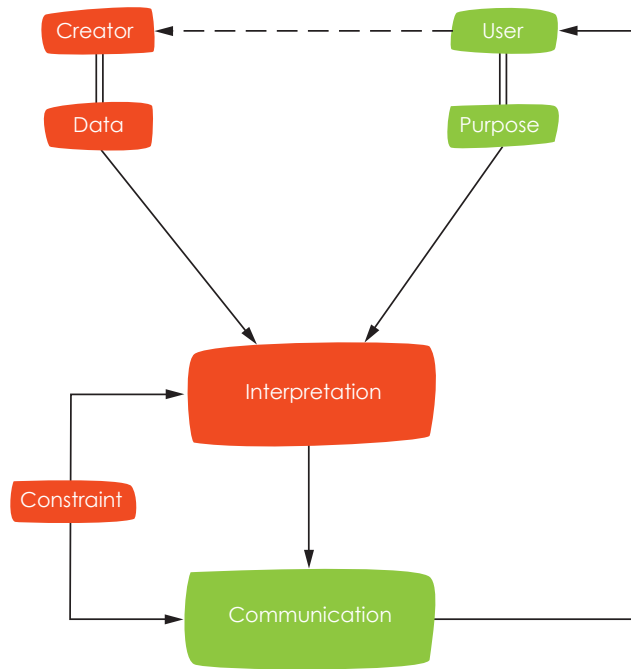 Creator
User
Data
Purpose
Interpretation
Constraint
Communication